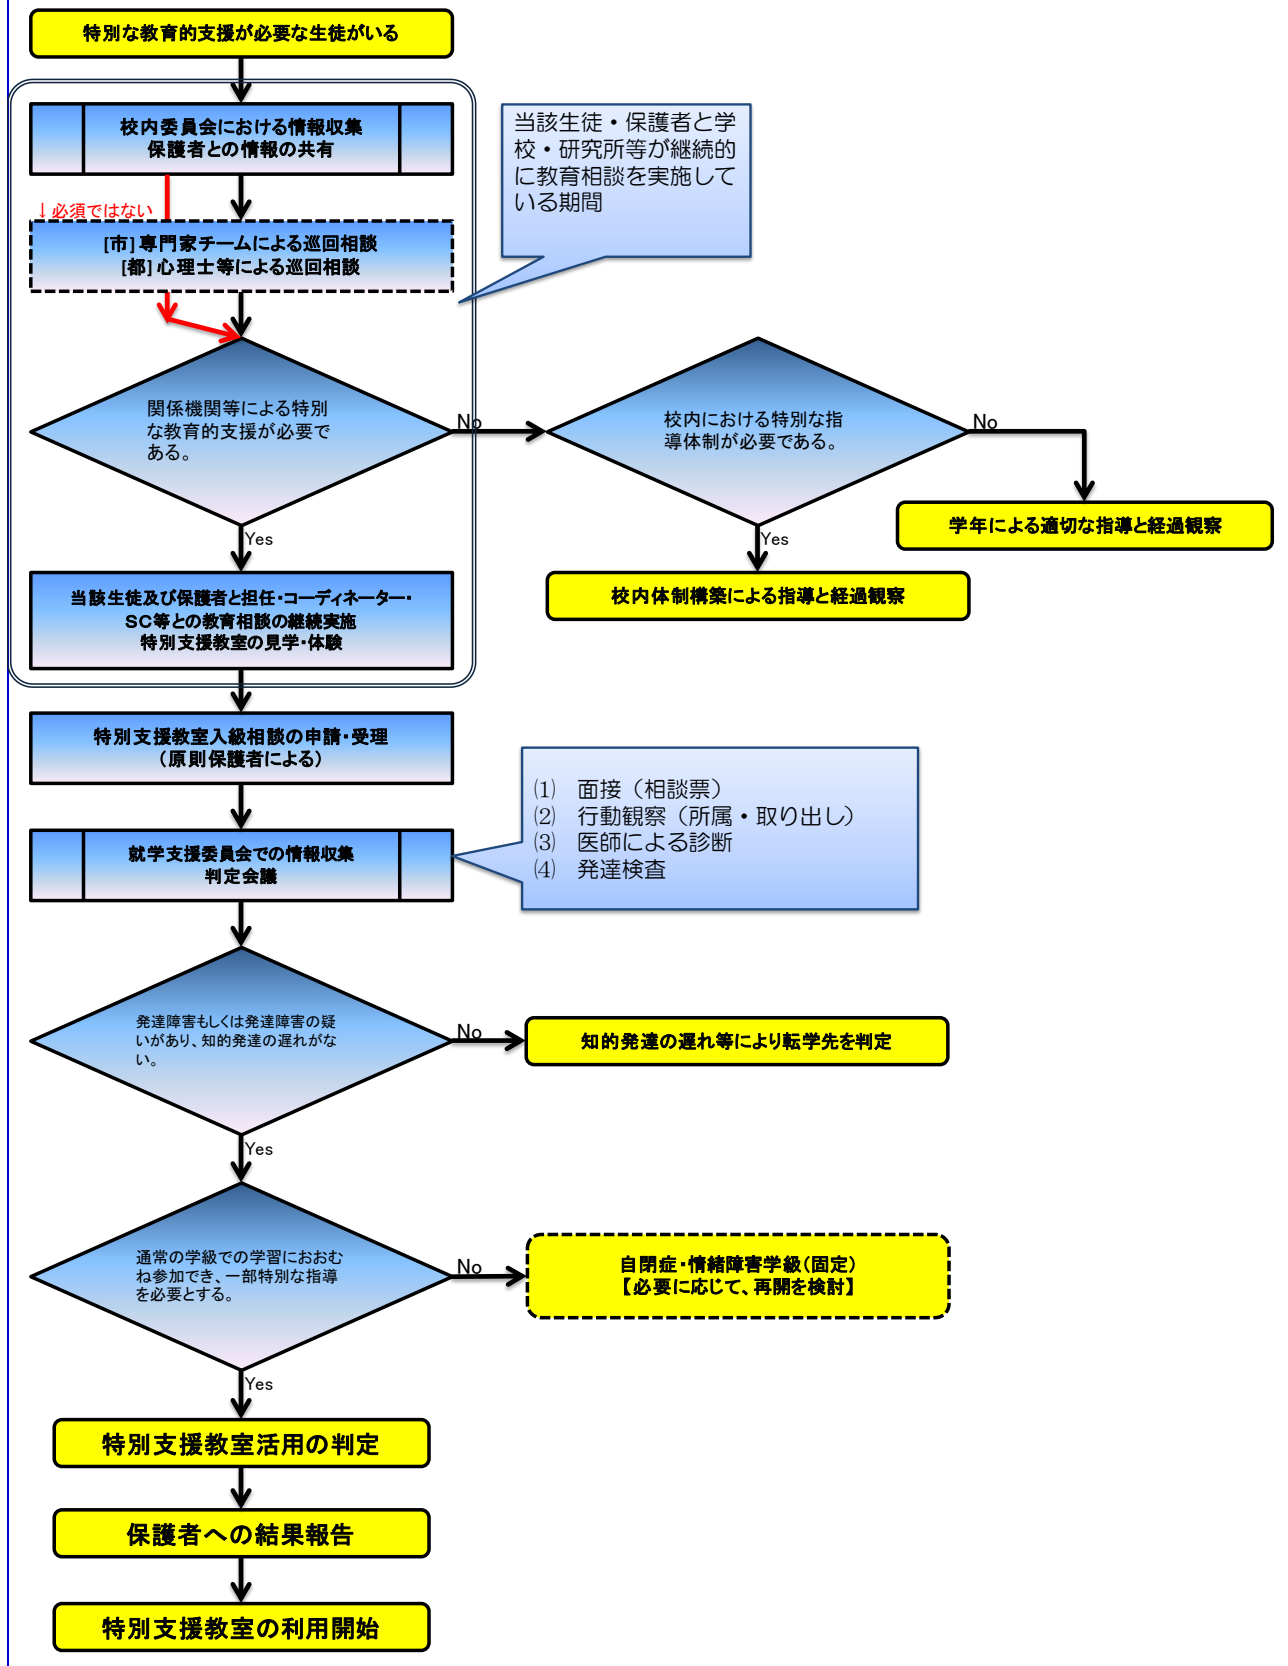 特別な教育的支援が必要な生徒がいる
校内委員会における情報収集
保護者との情報の共有
当該生徒・保護者と学
校・研究所等が継続的
に教育相談を実施して
いる期間
↓必須ではない
[市]専門家チームによる巡回相談
[都]心理士等による巡回相談
関係機関等による特別
な教育的支援が必要で
ある。
No
校内における特別な指
導体制が必要である。
No
学年による適切な指導と経過観察
Yes
Yes
当該生徒及び保護者と担任・コーディネーター・
SC等との教育相談の継続実施
特別支援教室の見学・体験
校内体制構築による指導と経過観察
特別支援教室入級相談の申請・受理
（原則保護者による）
⑴　面接（相談票）
⑵　行動観察（所属・取り出し）
⑶　医師による診断
⑷　発達検査
就学支援委員会での情報収集
判定会議
発達障害もしくは発達障害の疑
いがあり、知的発達の遅れがな
い。
No
知的発達の遅れ等により転学先を判定
Yes
通常の学級での学習におおむ
ね参加でき、一部特別な指導
を必要とする。
No
自閉症・情緒障害学級（固定）
【必要に応じて、再開を検討】
Yes
特別支援教室活用の判定
保護者への結果報告
特別支援教室の利用開始